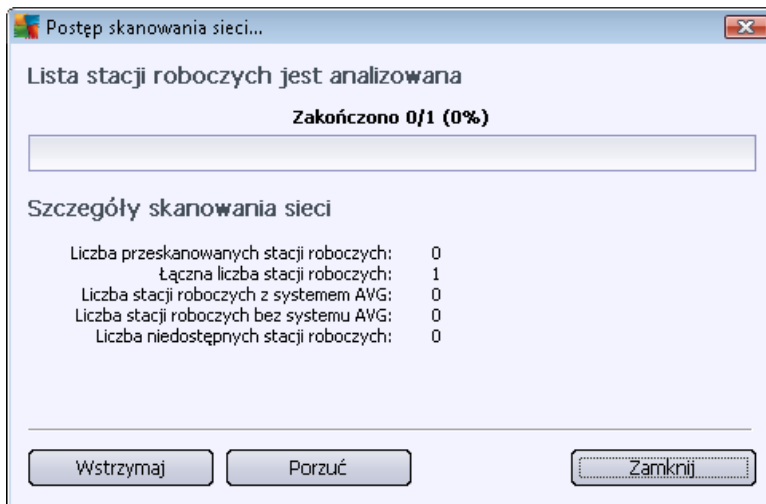 Postęp skanowania sieci...
Lista stacji roboczych jest analizowana
Zakończono 0/1 (0%)
Szczegóły skanowania sieci
Liczba przeskanowanych stacji roboczych: 0
Łączna liczba stacji roboczych: 1
Liczba stacji roboczych z systemem AVG: 0
Liczba stacji roboczych bez systemu AVG: 0
Liczba niedostępnych stacji roboczych: 0
Wstrzymaj Porzuć Zamknij